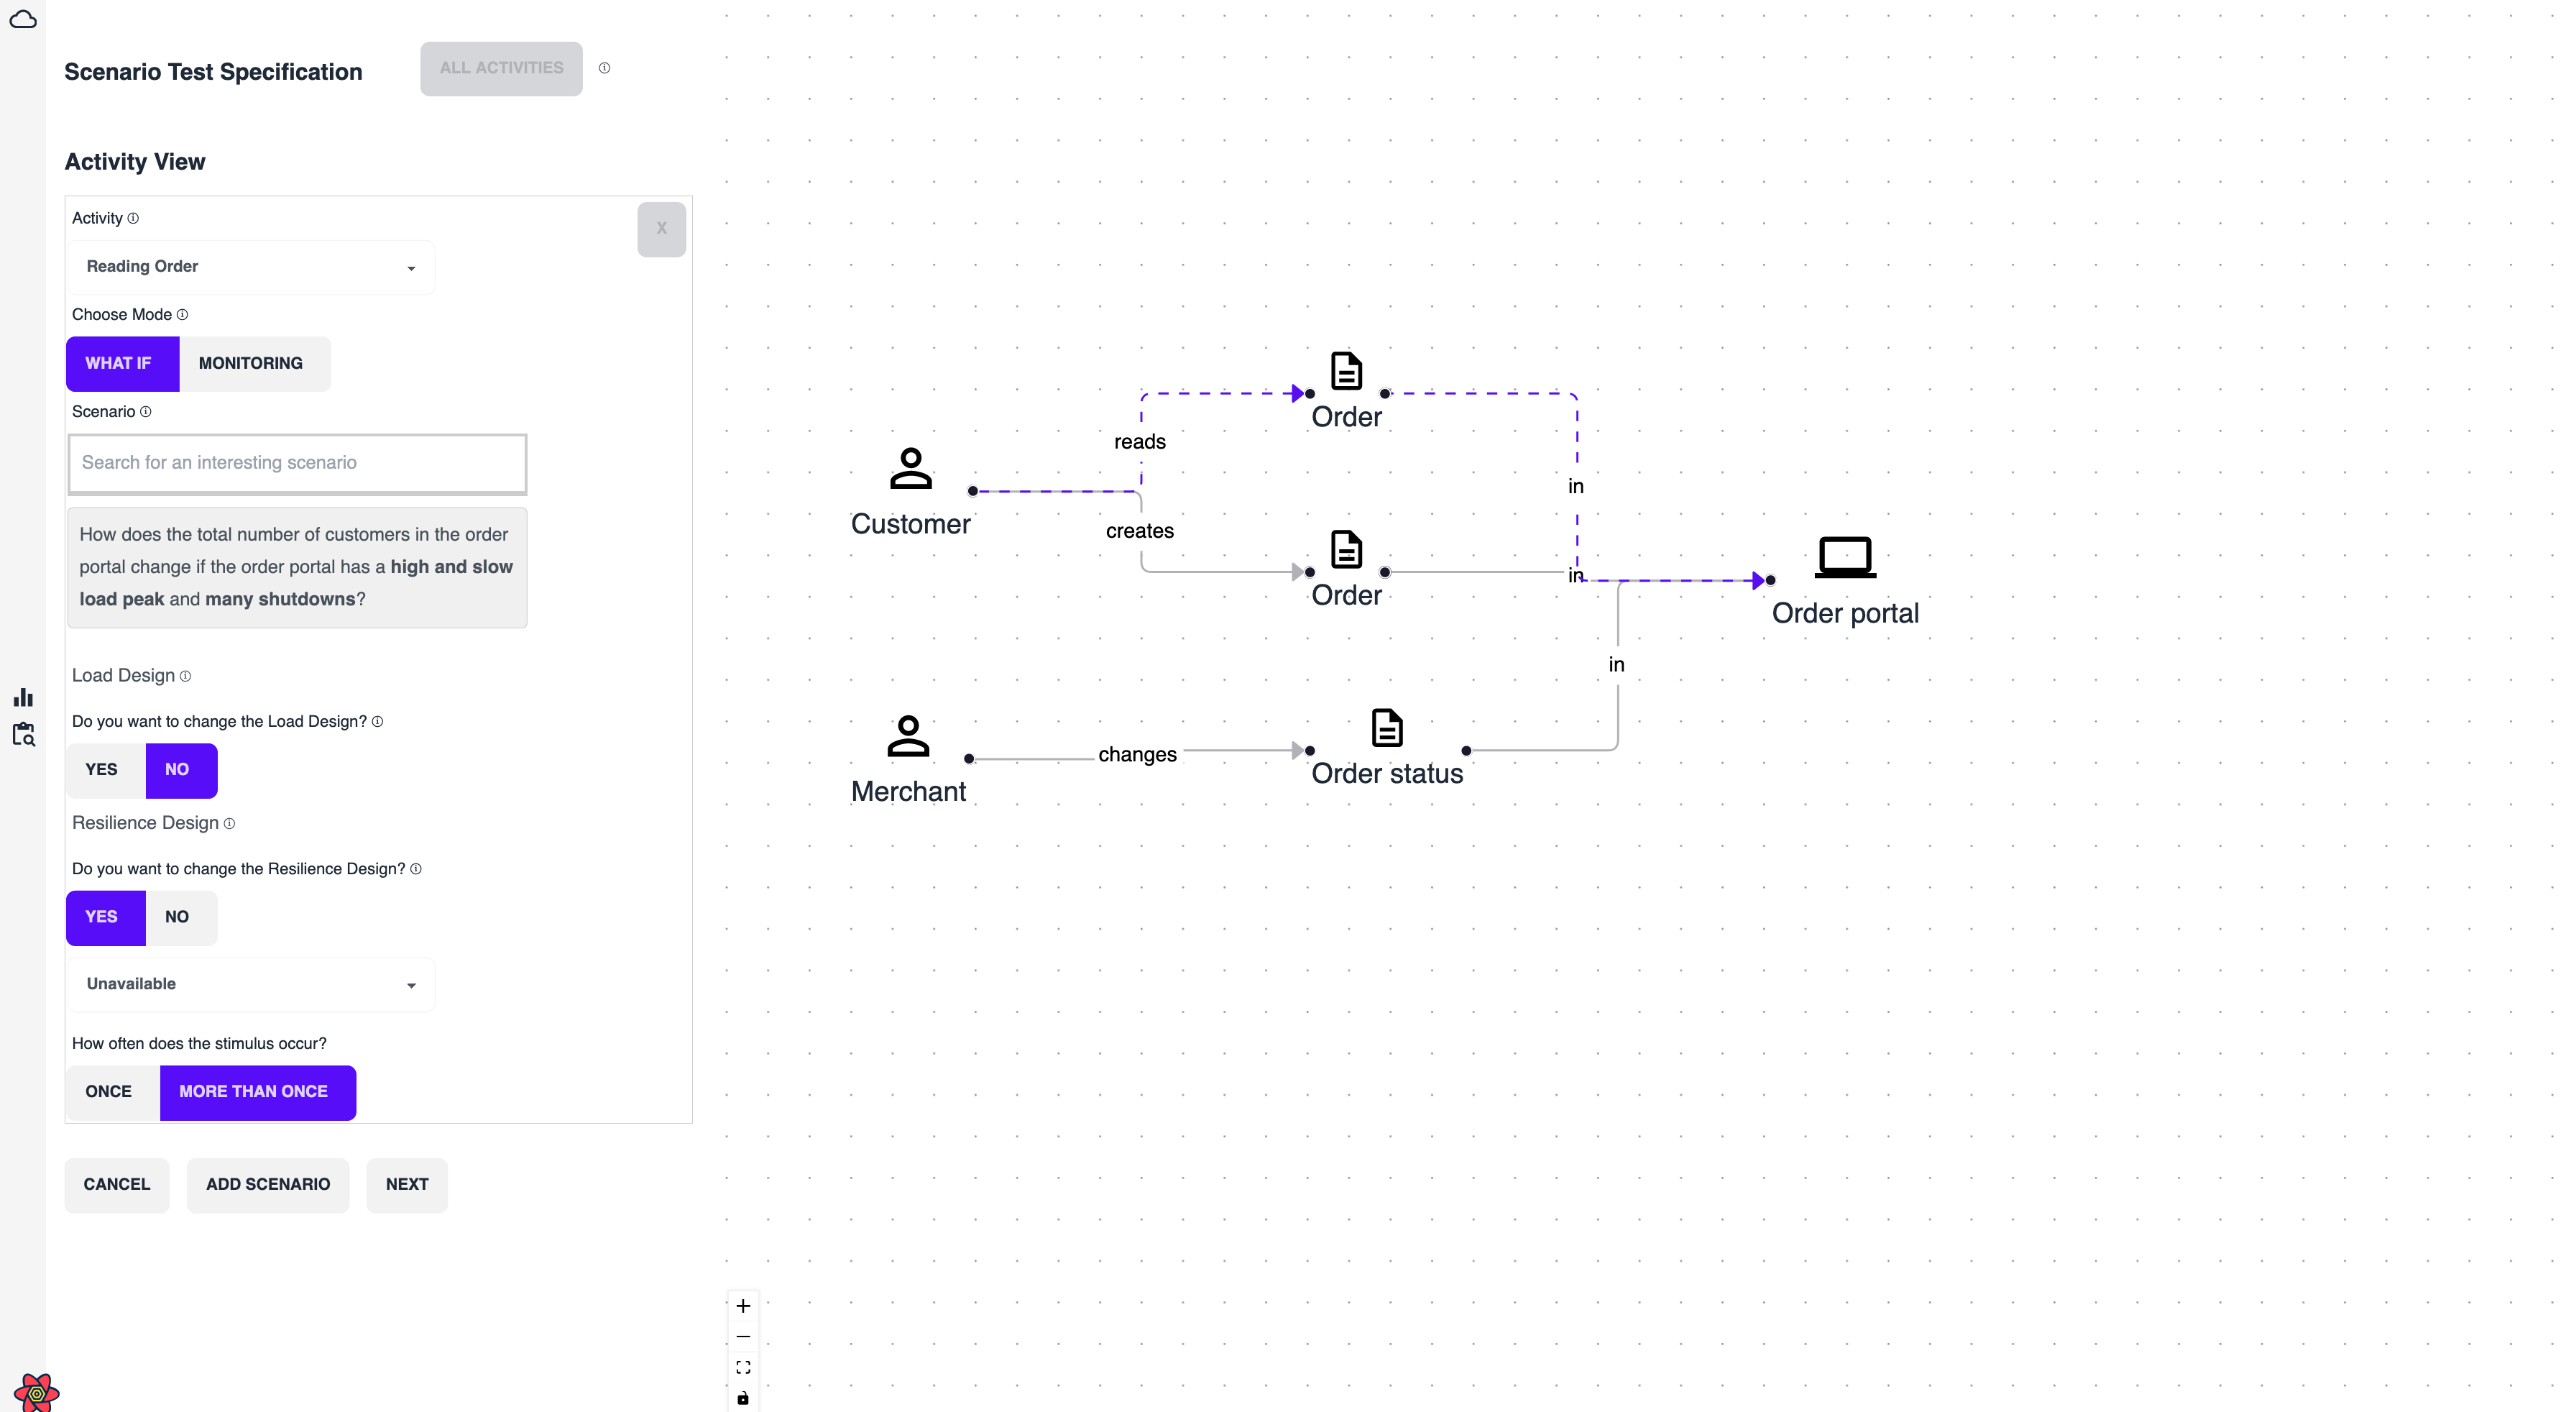 Scenario Test Specification
ALL ACTIVITIES
Activity View
Activity
X
Reading Order
Choose Mode
WHAT IF
MONITORING
Scenario
Search for an interesting scenario
How does the total number of customers in the order
portal change if the order portal has a high and slow
load peak and many shutdowns?
Load Design
Do you want to change the Load Design?
YES
NO
Resilience Design
Do you want to change the Resilience Design?
YES
NO
Unavailable
How often does the stimulus occur?
ONCE
MORE THAN ONCE
CANCEL
ADD SCENARIO
NEXT
Order
reads
in
Customer
creates
Order
in
Order portal
in
changes
Order status
Merchant